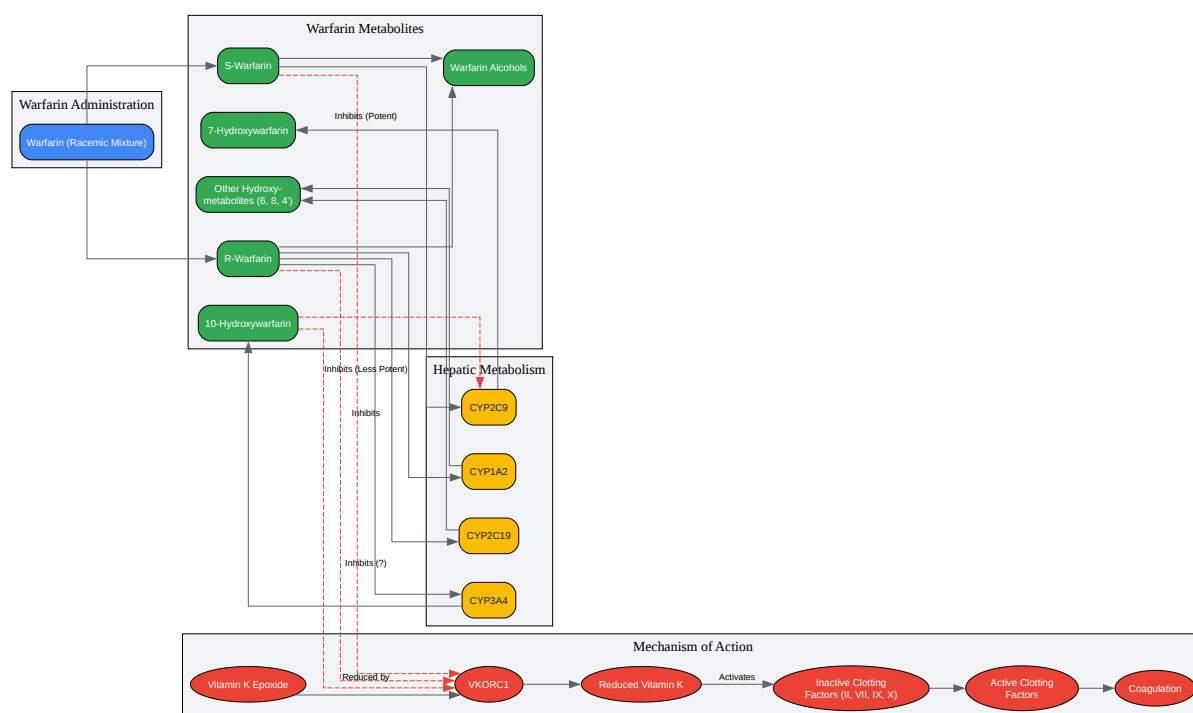 Warfarin Metabolites
S-Warfarin
Warfarin Alcohols
Warfarin Administration
Warfarin (Racemic Mixture)
Inhibits (Potent)
7-Hydroxywarfarin
Other Hydroxy-
metabolites (6, 8, 4')
R-Warfarin
10-Hydroxywarfarin
Inhibits (Less Potent)
Hepatic Metabolism
CYP2C9
Inhibits
CYP1A2
CYP2C19
Inhibits (?)
CYP3A4
Mechanism of Action
Vitamin K Epoxide
Reduced by
VKORC1
Reduced Vitamin K
Activates
Inactive Clotting
Factors (II, VII, IX, X)
Active Clotting
Factors
Coagulation